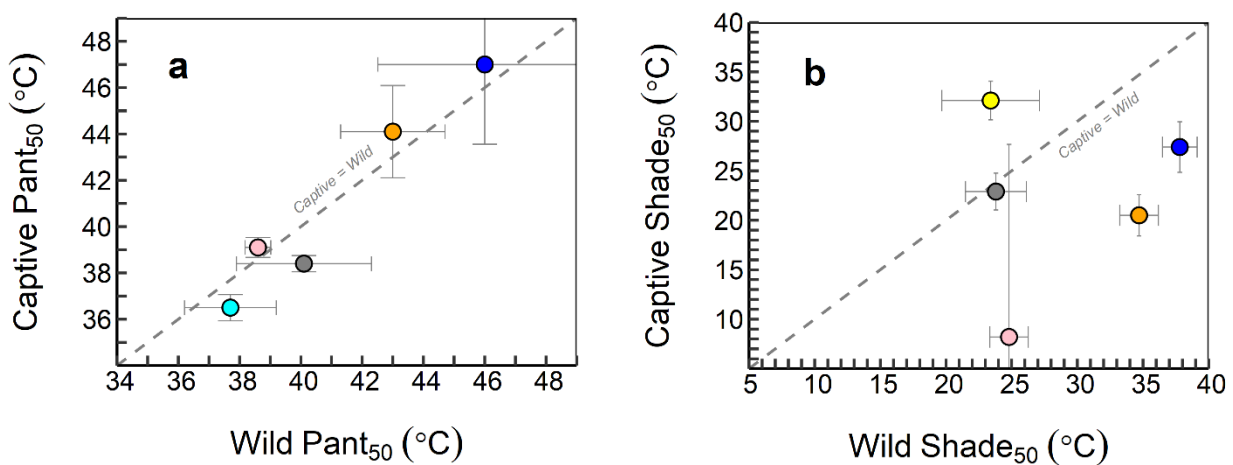 a
Captive Pant50 (°C)
48
46
44
42
40
38
36
Captive = Wild
34 36 38 40 42 44 46 48
Wild Pant50 (°C)
b
Captive Shade50 (°C)
40
35
30
25
20
15
10
Captive = Wild
5 10 15 20 25 30 35 40
Wild Shade50 (°C)